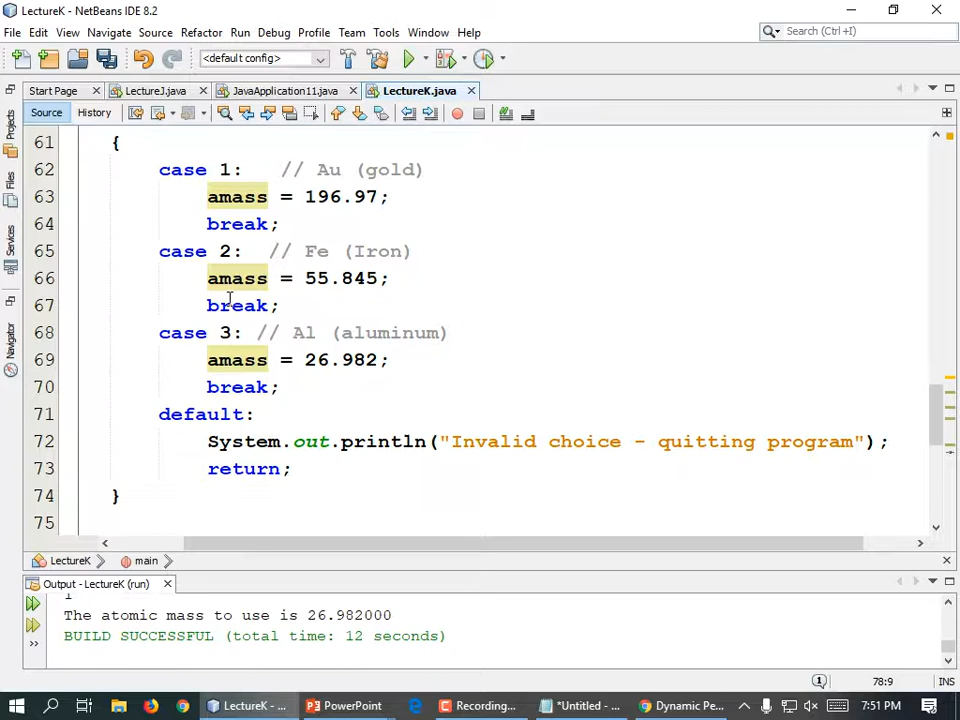 LectureK - NetBeans IDE 8.2
File Edit View Navigate Source Refactor Run Debug Profile Team Tools Window Help
Search (Ctrl+I)
<default config>
Start Page LectureJ.java JavaApplication11.java LectureK.java
Source History
Projects
Files
Services
Navigator
61 {
62 case 1: // Au (gold)
63 amass = 196.97;
64 break;
65 case 2: // Fe (Iron)
66 amass = 55.845;
67 break;
68 case 3: // Al (aluminum)
69 amass = 26.982;
70 break;
71 default:
72 System.out.println("Invalid choice - quitting program");
73 return;
74 }
75
LectureK main
Output - LectureK (run)
The atomic mass to use is 26.982000
BUILD SUCCESSFUL (total time: 12 seconds)
1 78:9 INS
LectureK - ... PowerPoint Recording... *Untitled - ... Dynamic Pe... 7:51 PM